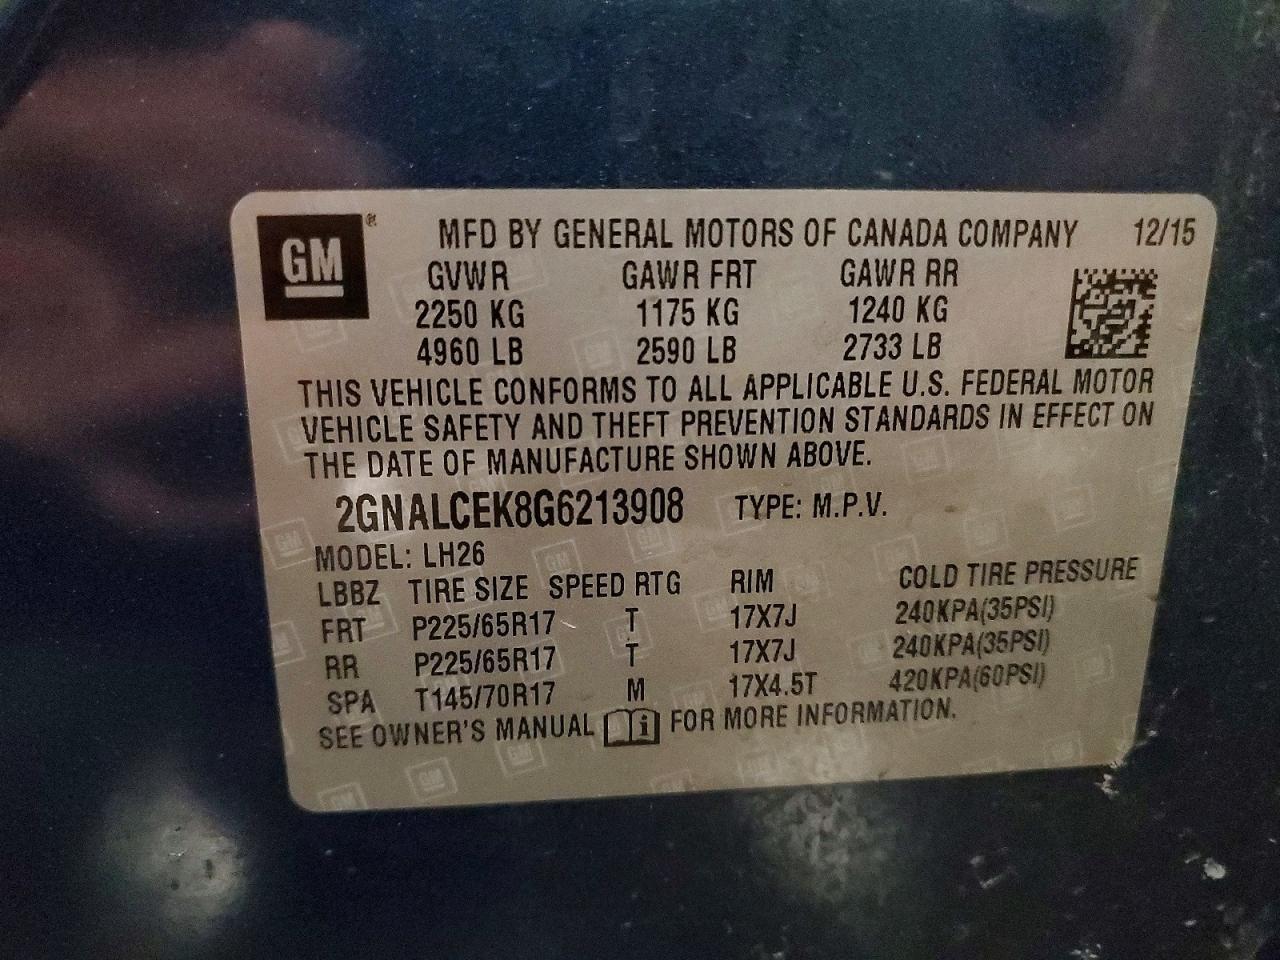 GM ® MFD BY GENERAL MOTORS OF CANADA COMPANY 12/15
GVWR GAWR FRT GAWR RR
2250 KG 1175 KG 1240 KG
4960 LB 2590 LB 2733 LB
THIS VEHICLE CONFORMS TO ALL APPLICABLE U.S. FEDERAL MOTOR
VEHICLE SAFETY AND THEFT PREVENTION STANDARDS IN EFFECT ON
THE DATE OF MANUFACTURE SHOWN ABOVE.
2GNALCEK8G6213908 TYPE: M.P.V.
MODEL: LH26
LBBZ TIRE SIZE SPEED RTG RIM COLD TIRE PRESSURE
FRT P225/65R17 T 17X7J 240KPA(35PSI)
RR P225/65R17 T 17X7J 240KPA(35PSI)
SPA T145/70R17 M 17X4.5T 420KPA(60PSI)
SEE OWNER'S MANUAL i FOR MORE INFORMATION.